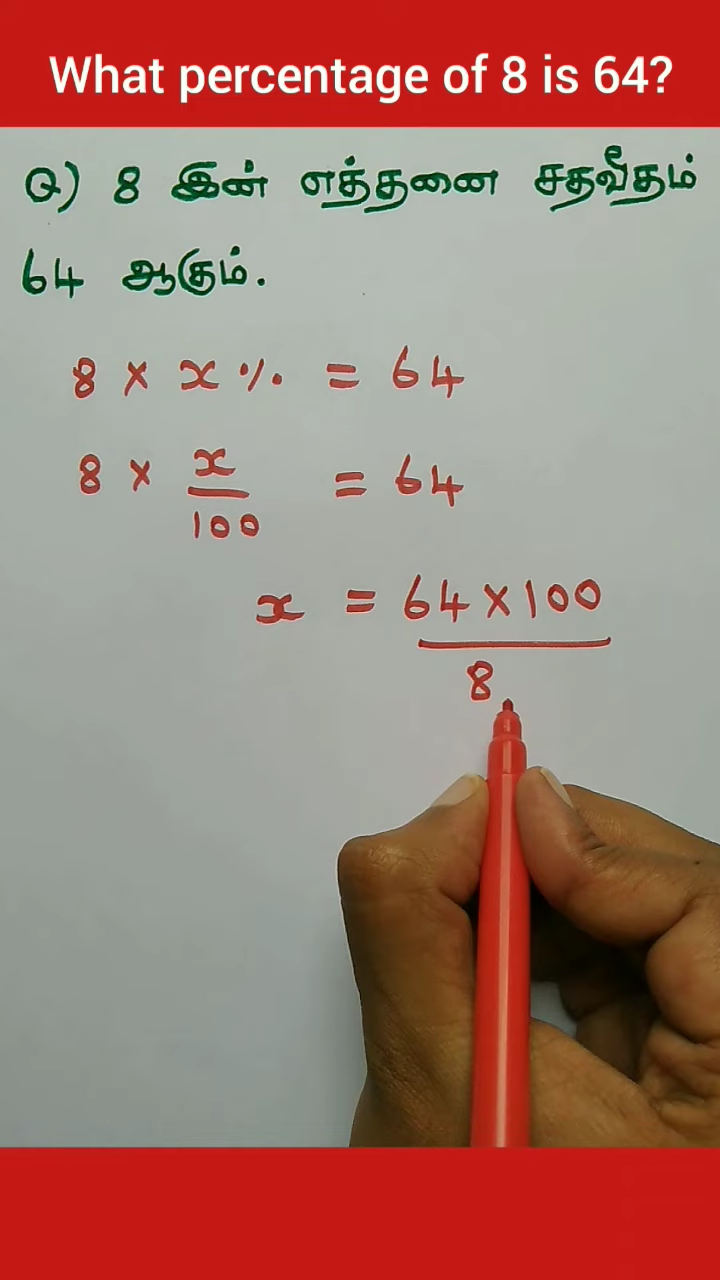 What percentage of 8 is 64?
Q) 8 இன் எத்தனை சதவீதம்
64 ஆகும்.
8 × x % = 64
8 × x/100 = 64
x = 64 × 100/8